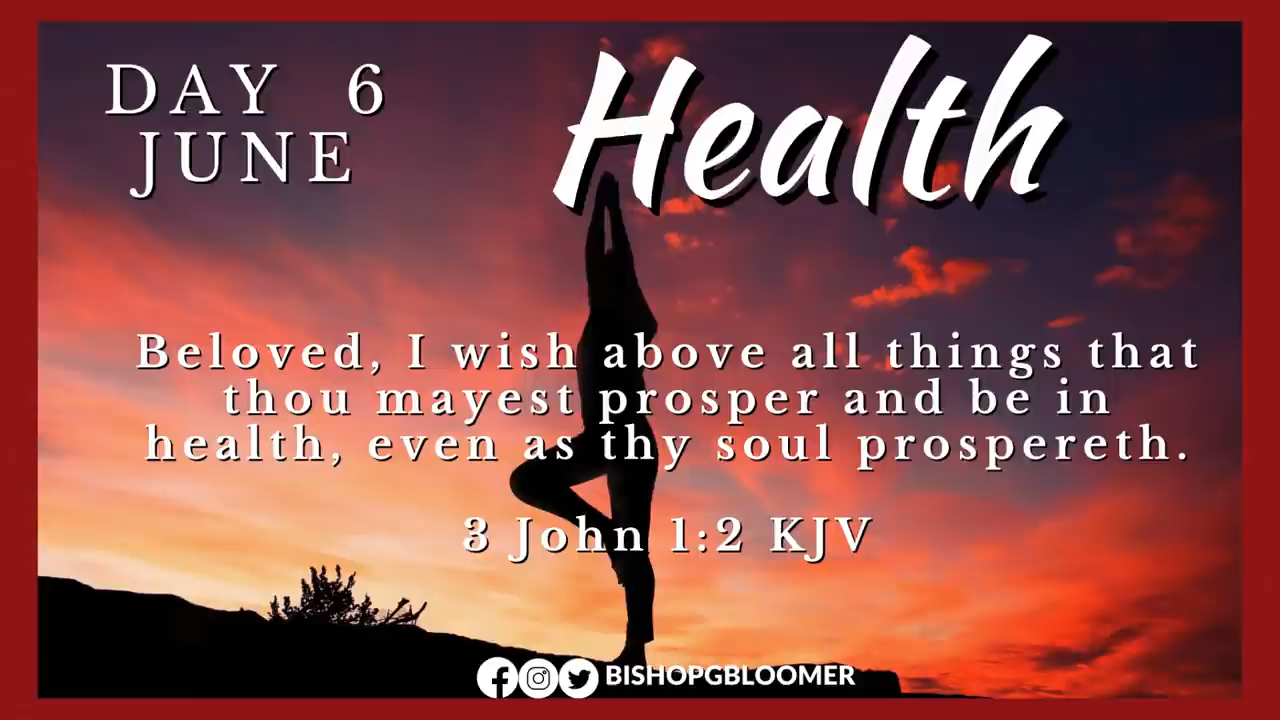 DAY 6
JUNE
Health
Beloved, I wish above all things that
thou mayest prosper and be in
health, even as thy soul prospereth.
3 John 1:2 KJV
BISHOPGBLOOMER